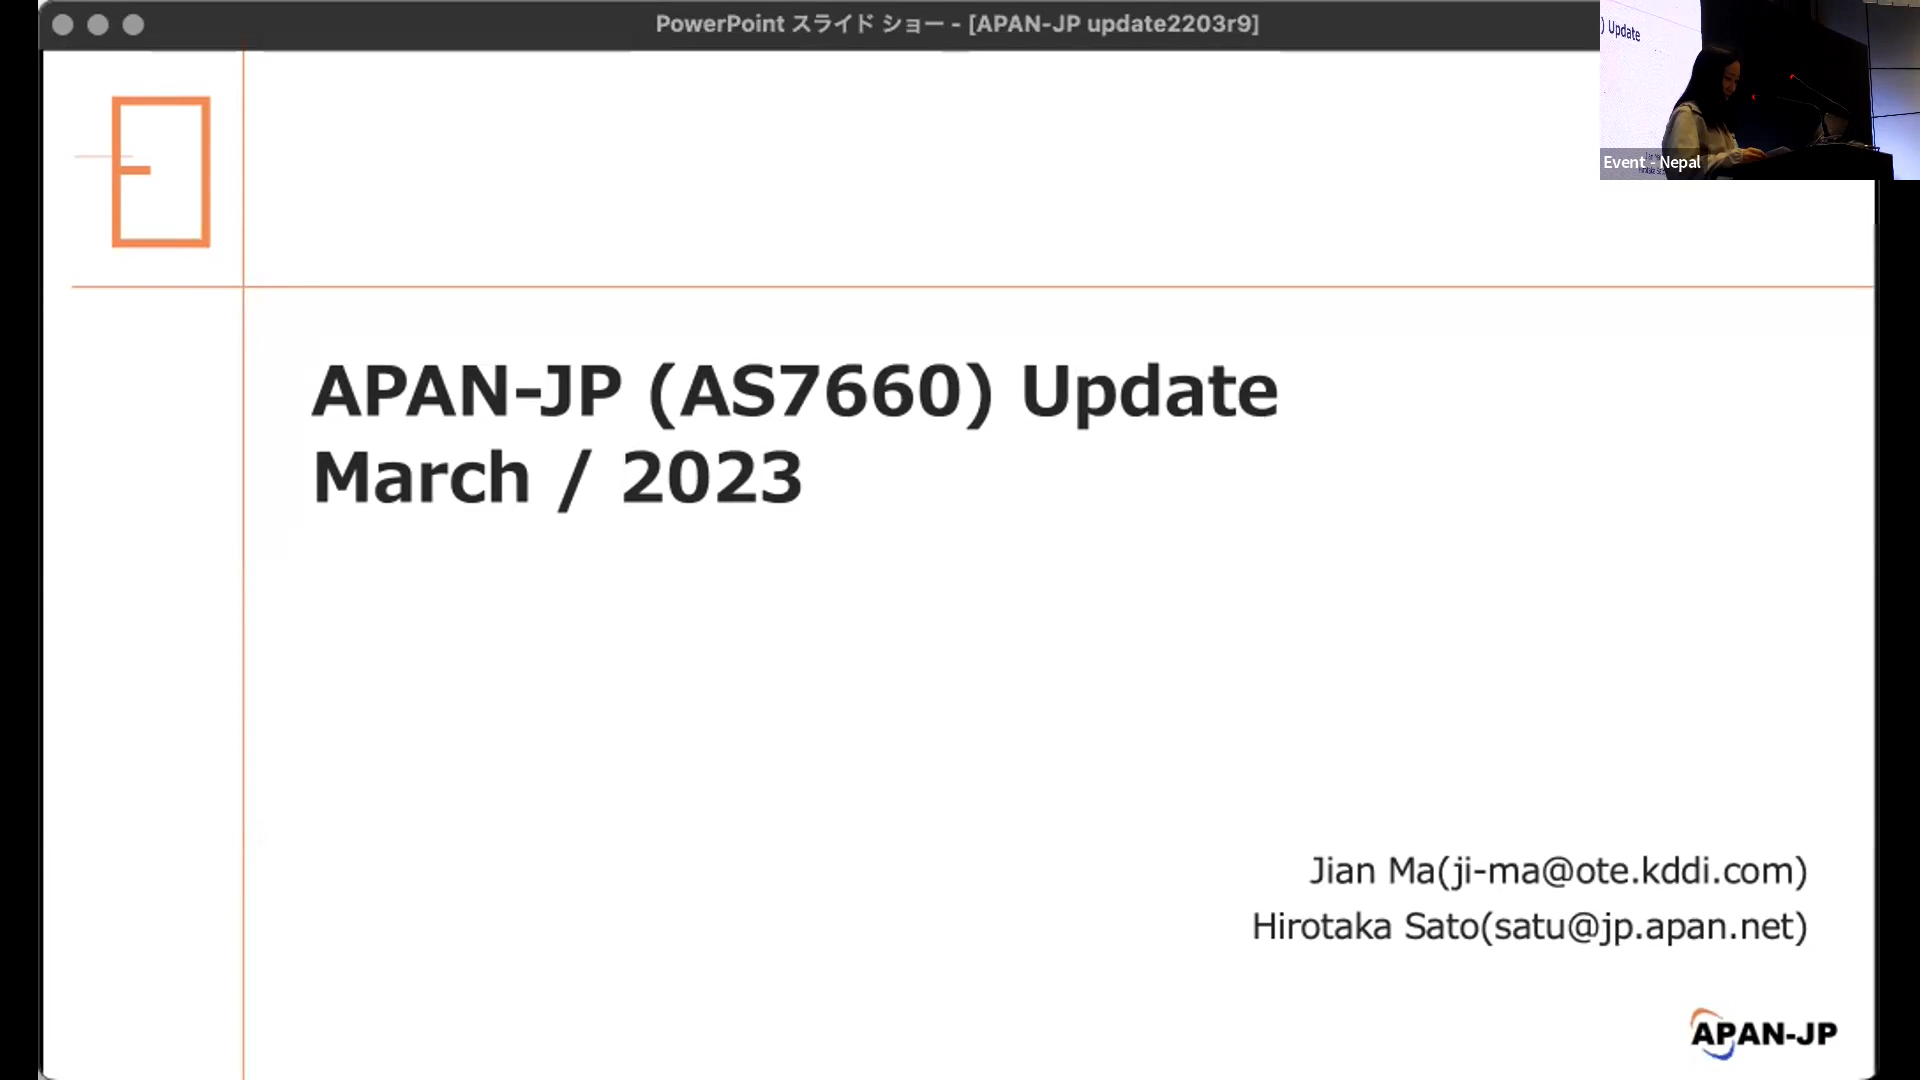 PowerPoint スライド ショー - [APAN-JP update2203r9]
) Update
Event - Nepal
APAN-JP (AS7660) Update
March / 2023
Jian Ma(ji-ma@ote.kddi.com)
Hirotaka Sato(satu@jp.apan.net)
APAN-JP